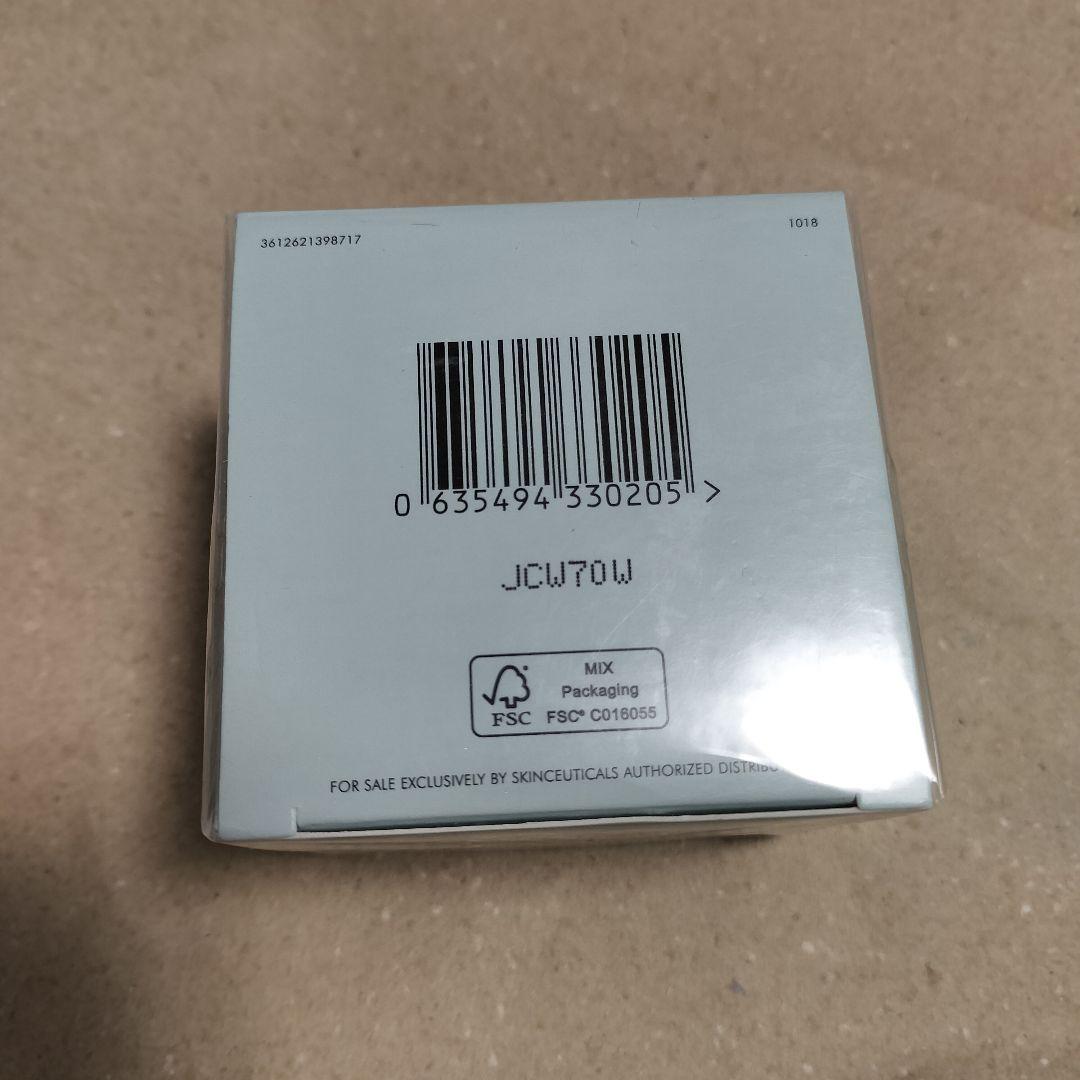 3612621398717
1018
0 635494 330205 >
JCW70W
MIX
Packaging
FSC
FSC® C016055
FOR SALE EXCLUSIVELY BY SKINCEUTICALS AUTHORIZED